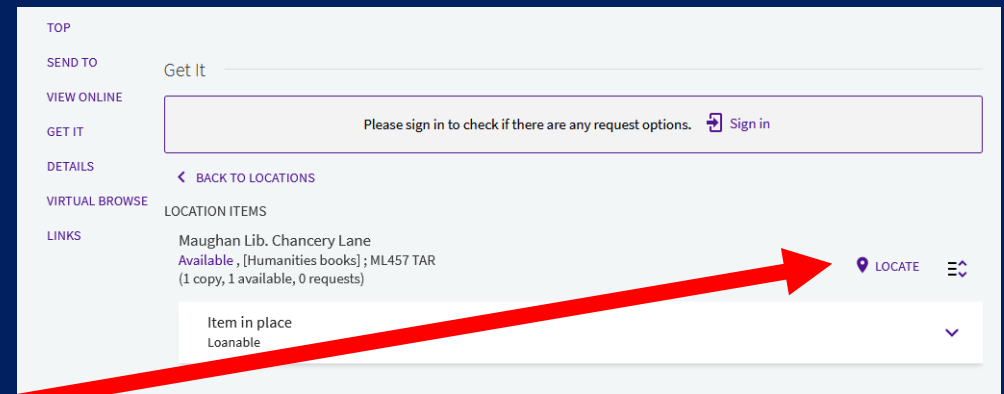 TOP
SEND TO
VIEW ONLINE
GET IT
DETAILS
VIRTUAL BROWSE
LINKS
Get It
Please sign in to check if there are any request options. Sign in
BACK TO LOCATIONS
LOCATION ITEMS
Maughan Lib. Chancery Lane
Available , [Humanities books] ; ML457 TAR
(1 copy, 1 available, 0 requests)
LOCATE
Item in place
Loanable